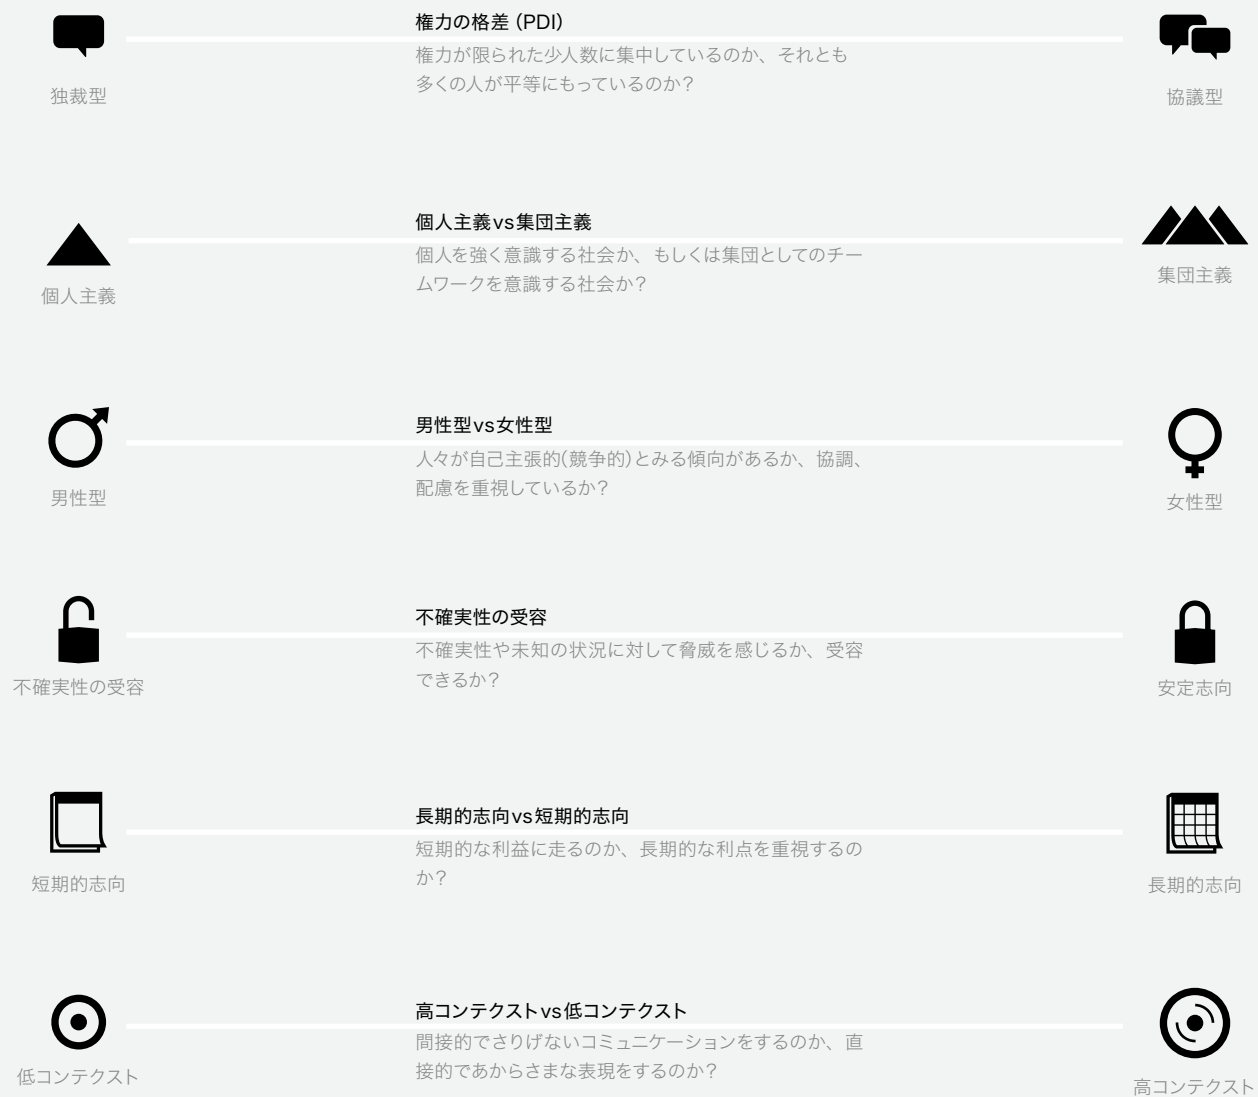 権力の格差 (PDI)
権力が限られた少人数に集中しているのか、それとも
多くの人が平等にもっているのか?
独裁型
協議型
個人主義vs集団主義
個人を強く意識する社会か、もしくは集団としてのチー
ムワークを意識する社会か?
個人主義
集団主義
男性型vs女性型
人々が自己主張的(競争的)とみる傾向があるか、協調、
配慮を重視しているか?
男性型
女性型
不確実性の受容
不確実性や未知の状況に対して脅威を感じるか、受容
できるか?
不確実性の受容
安定志向
長期的志向vs短期的志向
短期的な利益に走るのか、長期的な利点を重視するの
か?
短期的志向
長期的志向
高コンテクストvs低コンテクスト
間接的でさりげないコミュニケーションをするのか、直
接的であからさまな表現をするのか?
低コンテクスト
高コンテクスト